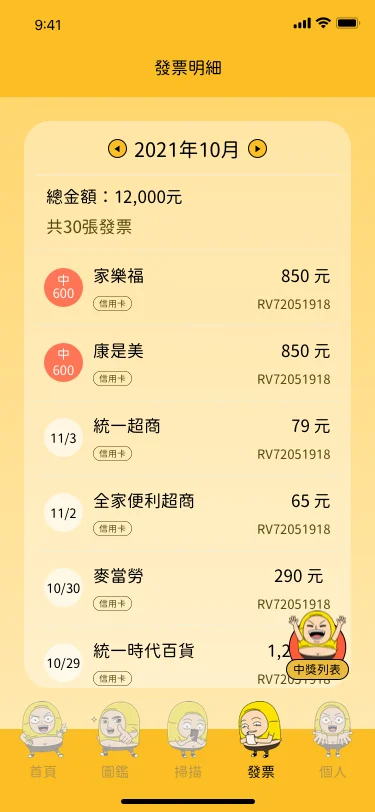 9:41
發票明細
2021年10月
總金額：12,000元
共30張發票
中 600
家樂福
850 元
信用卡
RV72051918
中 600
康是美
850 元
信用卡
RV72051918
11/3
統一超商
79 元
信用卡
RV72051918
11/2
全家便利超商
65 元
信用卡
RV72051918
10/30
麥當勞
290 元
信用卡
RV72051918
10/29
統一時代百貨
1,2
信用卡
中獎列表
首頁
圖鑑
掃描
發票
個人